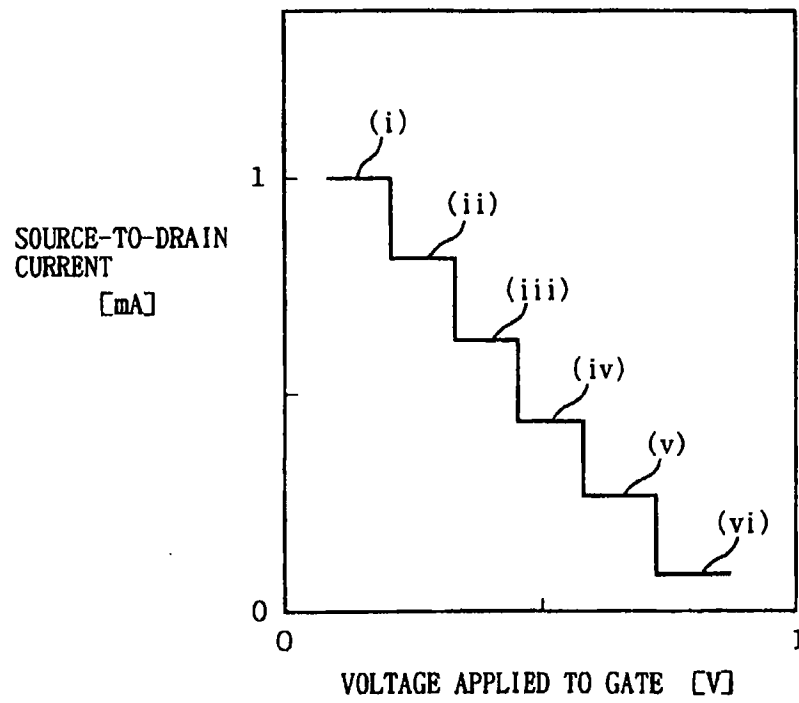 (i)
1
(ii)
SOURCE-TO-DRAIN
CURRENT
[mA]
(iii)
(iv)
(v)
(vi)
0
0
1
VOLTAGE APPLIED TO GATE [V]